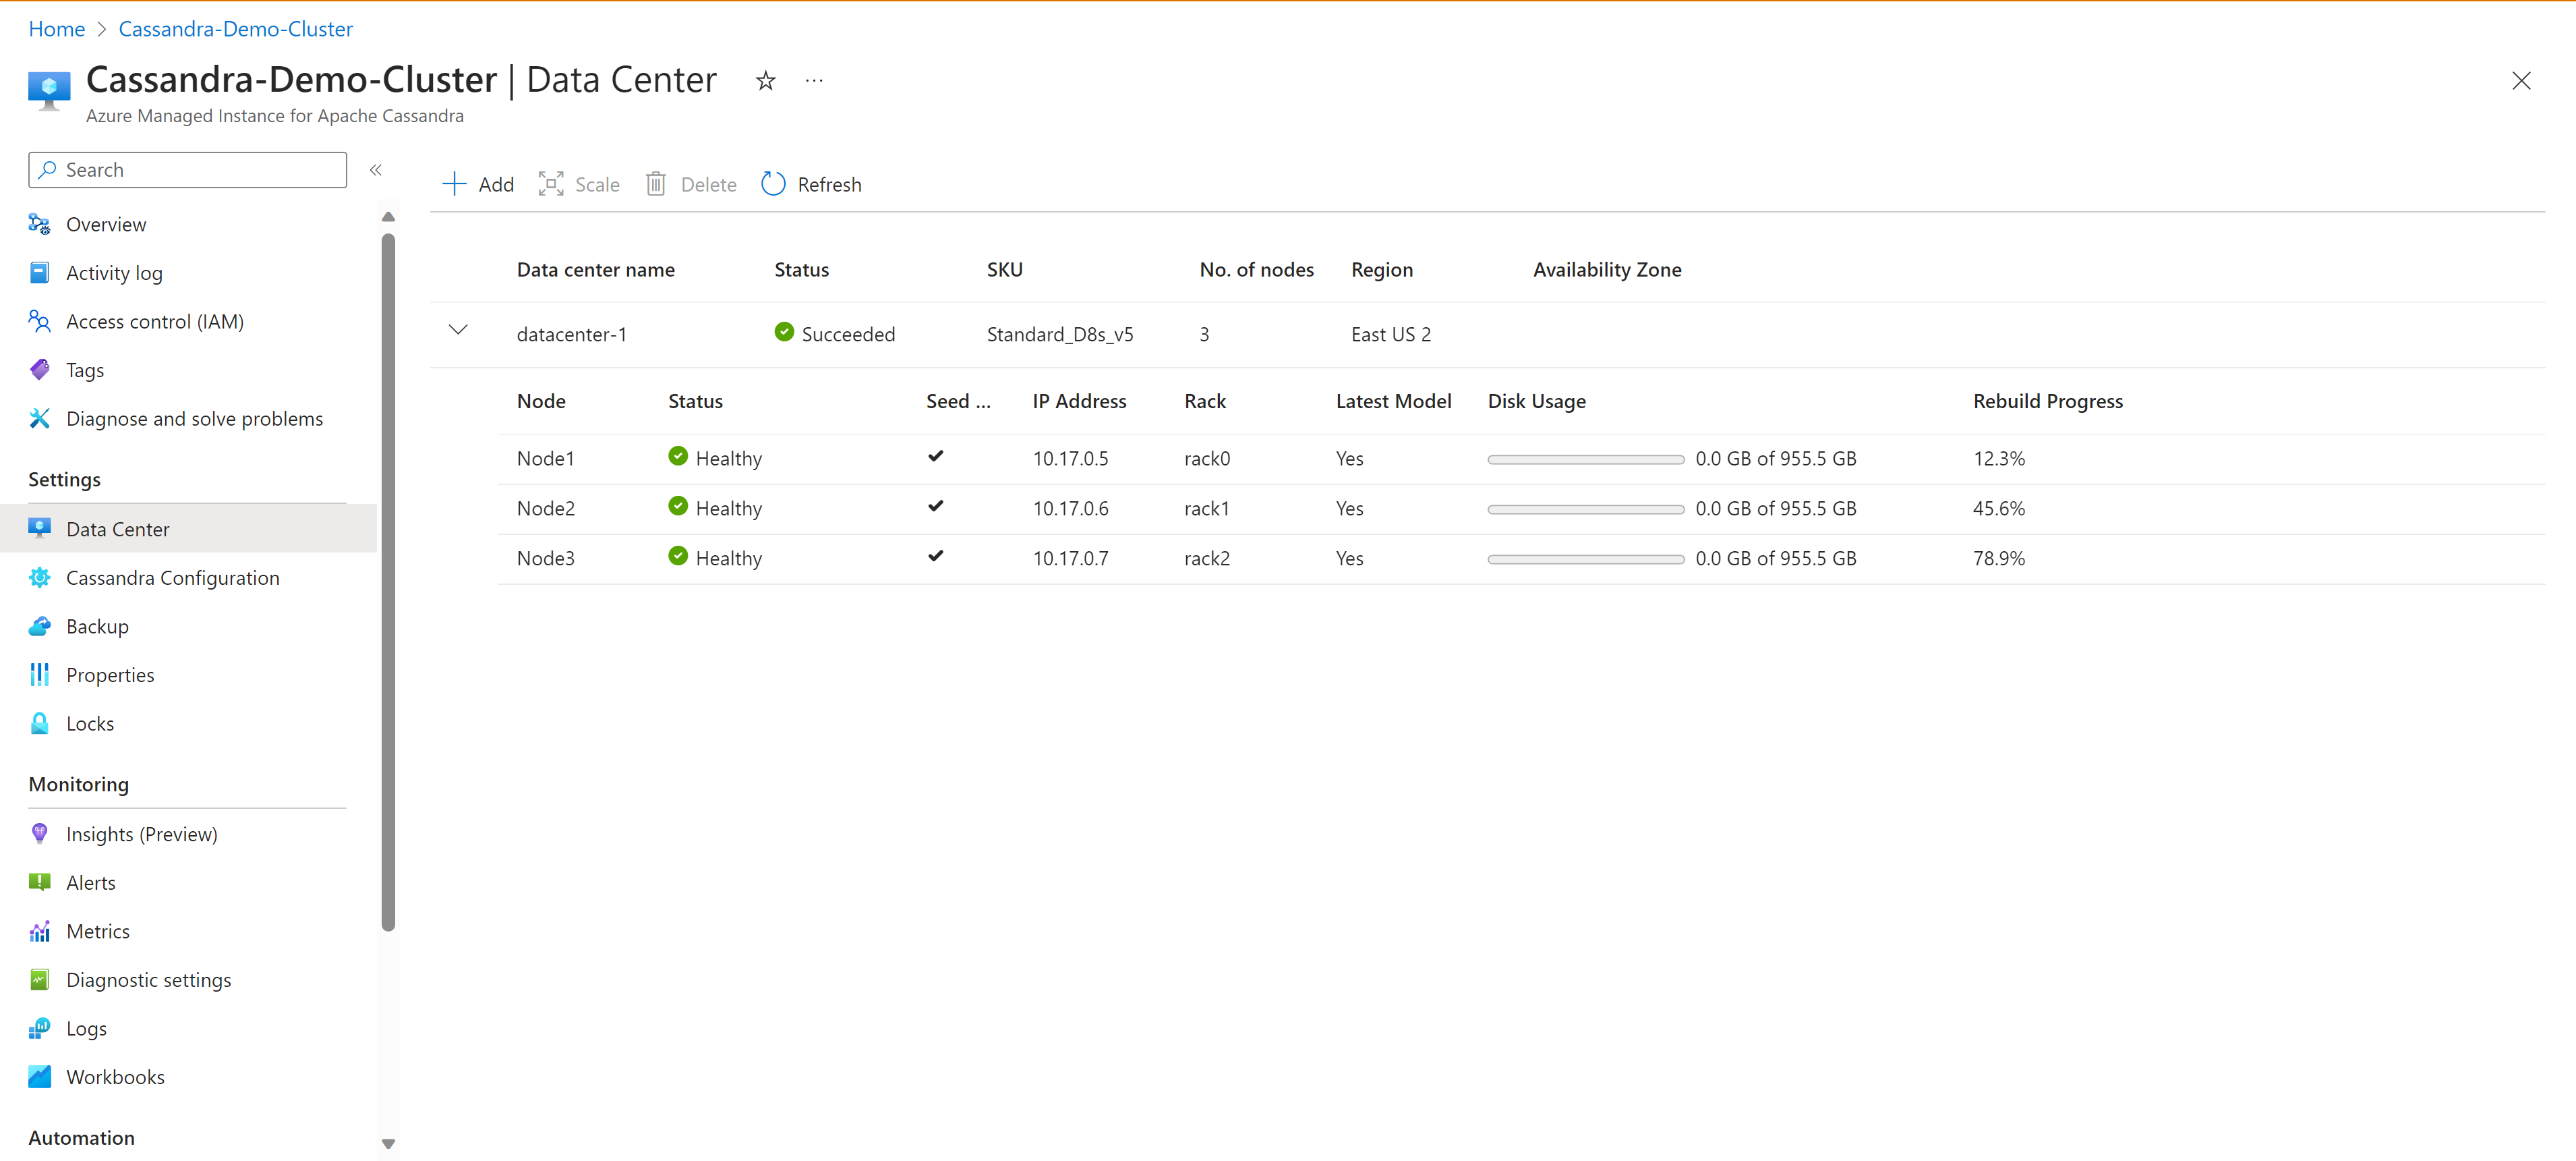 Home > Cassandra-Demo-Cluster
Cassandra-Demo-Cluster | Data Center
Azure Managed Instance for Apache Cassandra
Search
Overview
Activity log
Access control (IAM)
Tags
Diagnose and solve problems
Settings
Data Center
Cassandra Configuration
Backup
Properties
Locks
Monitoring
Insights (Preview)
Alerts
Metrics
Diagnostic settings
Logs
Workbooks
Automation
Add Scale Delete Refresh
Data center name Status SKU No. of nodes Region Availability Zone
datacenter-1 Succeeded Standard_D8s_v5 3 East US 2
Node Status Seed ... IP Address Rack Latest Model Disk Usage Rebuild Progress
Node1 Healthy 10.17.0.5 rack0 Yes 0.0 GB of 955.5 GB 12.3%
Node2 Healthy 10.17.0.6 rack1 Yes 0.0 GB of 955.5 GB 45.6%
Node3 Healthy 10.17.0.7 rack2 Yes 0.0 GB of 955.5 GB 78.9%